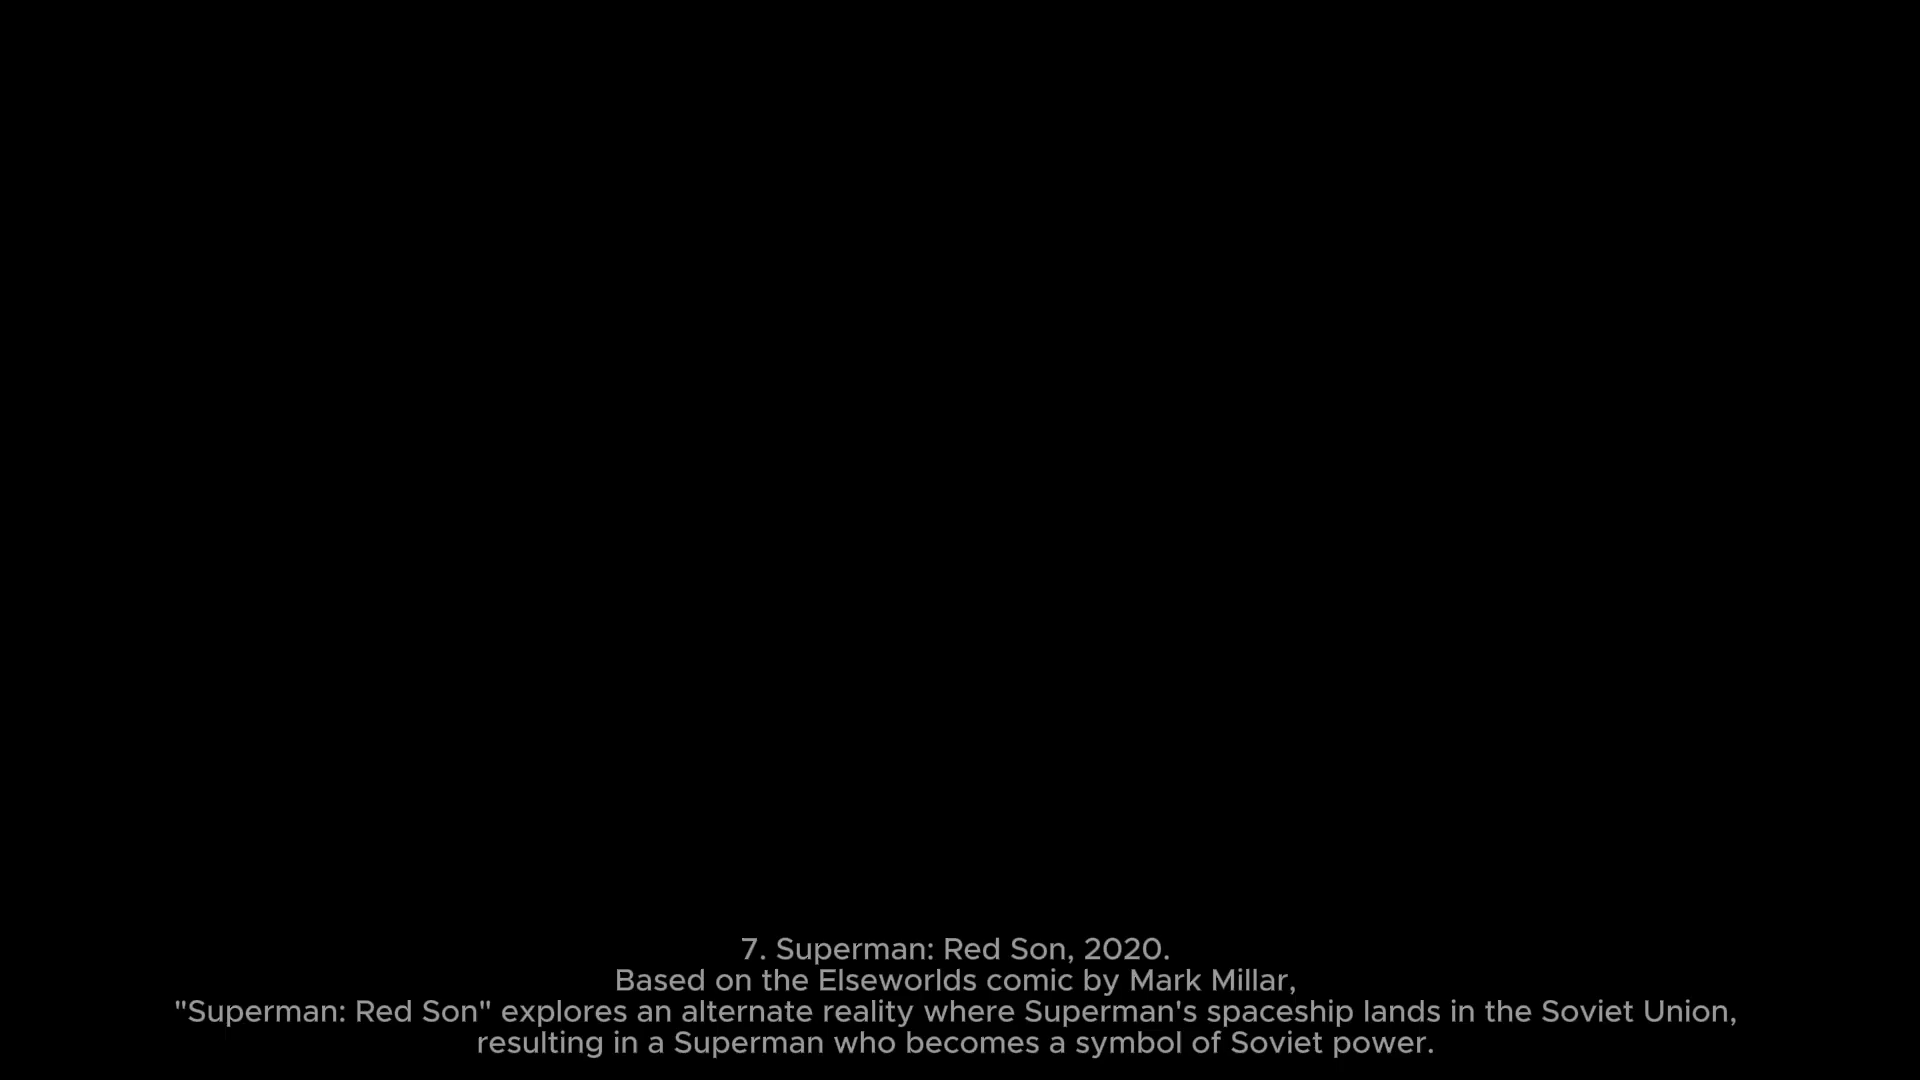 7. Superman: Red Son, 2020.
Based on the Elseworlds comic by Mark Millar,
"Superman: Red Son" explores an alternate reality where Superman's spaceship lands in the Soviet Union,
resulting in a Superman who becomes a symbol of Soviet power.